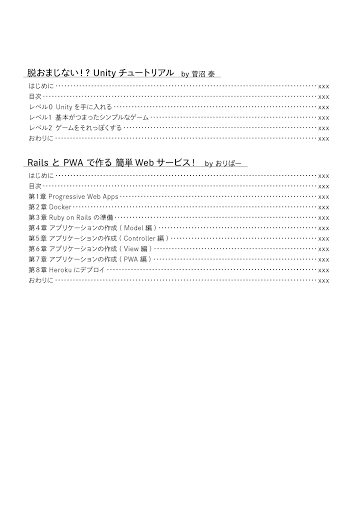 脱おまじない！？Unity チュートリアル by 菅沼 泰
はじめに xxx
目次 xxx
レベル0 Unity を手に入れる xxx
レベル1 基本がつまったシンプルなゲーム xxx
レベル2 ゲームをそれっぽくする xxx
おわりに xxx
Rails と PWA で作る 簡単 Web サービス！ by おりばー
はじめに xxx
目次 xxx
第1章 Progressive Web Apps xxx
第2章 Docker xxx
第3章 Ruby on Rails の準備 xxx
第4章 アプリケーションの作成（Model 編） xxx
第5章 アプリケーションの作成（Controller 編） xxx
第6章 アプリケーションの作成（View 編） xxx
第7章 アプリケーションの作成（PWA 編） xxx
第8章 Heroku にデプロイ xxx
おわりに xxx